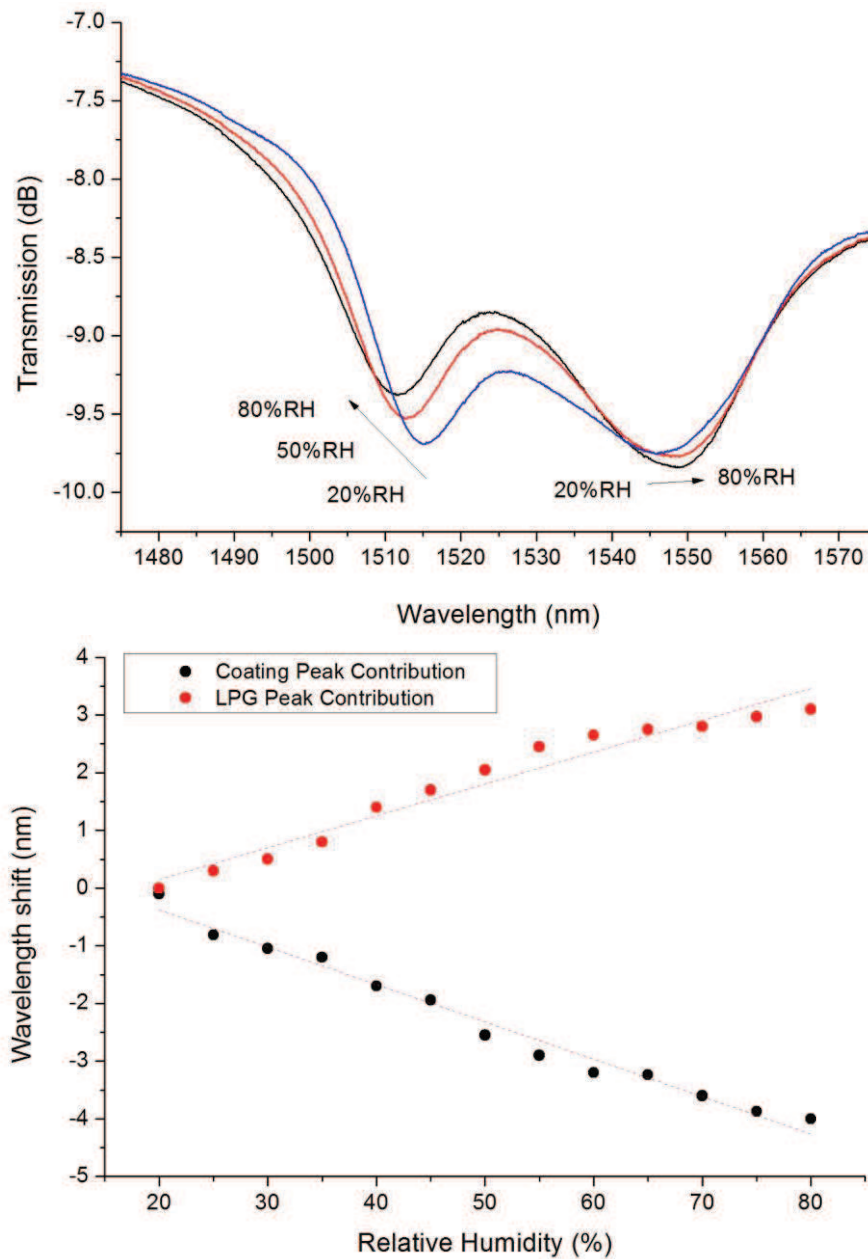 -7.0
-7.5
-8.0
-8.5
-9.0
-9.5
-10.0
Transmission (dB)
80%RH
50%RH
20%RH
20%RH
80%RH
1480 1490 1500 1510 1520 1530 1540 1550 1560 1570
Wavelength (nm)
4
3
2
1
0
-1
-2
-3
-4
-5
Wavelength shift (nm)
Coating Peak Contribution
LPG Peak Contribution
20 30 40 50 60 70 80
Relative Humidity (%)